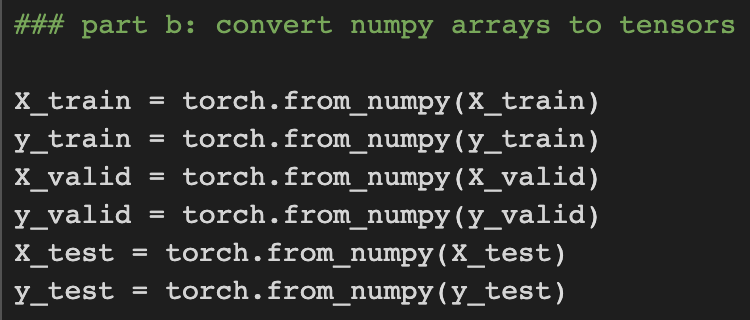 ### part b: convert numpy arrays to tensors
X_train = torch.from_numpy(X_train)
y_train = torch.from_numpy(y_train)
X_valid = torch.from_numpy(X_valid)
y_valid = torch.from_numpy(y_valid)
X_test = torch.from_numpy(X_test)
y_test = torch.from_numpy(y_test)